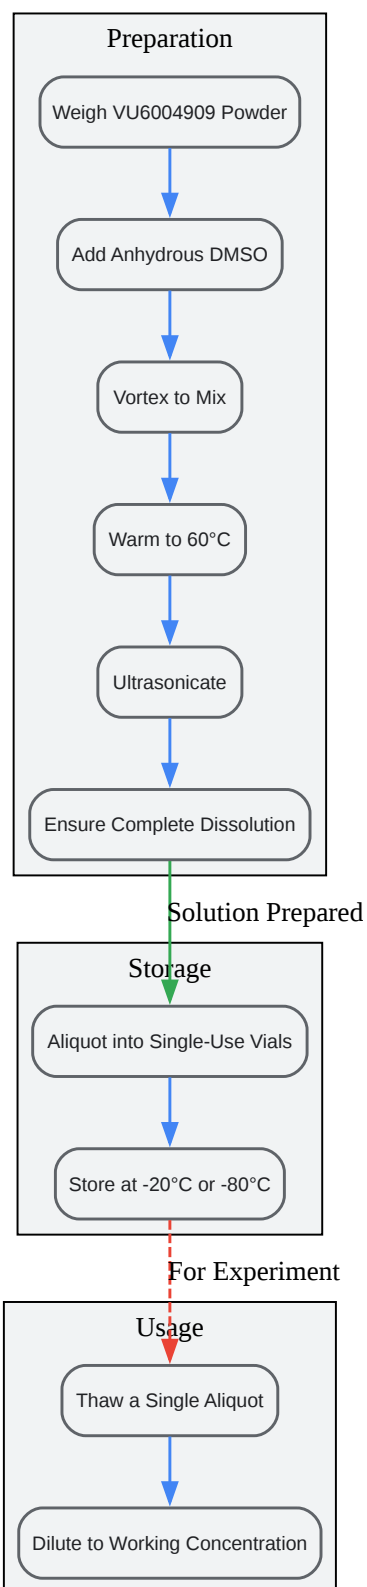 Preparation
Weigh VU6004909 Powder
Add Anhydrous DMSO
Vortex to Mix
Warm to 60°C
Ultrasonicate
Ensure Complete Dissolution
Solution Prepared
Storage
Aliquot into Single-Use Vials
Store at -20°C or -80°C
For Experiment
Usage
Thaw a Single Aliquot
Dilute to Working Concentration